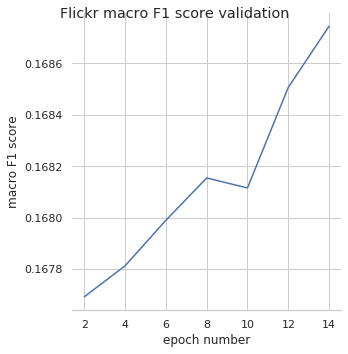 Flickr macro F1 score validation
macro F1 score
0.1686
0.1684
0.1682
0.1680
0.1678
2 4 6 8 10 12 14
epoch number